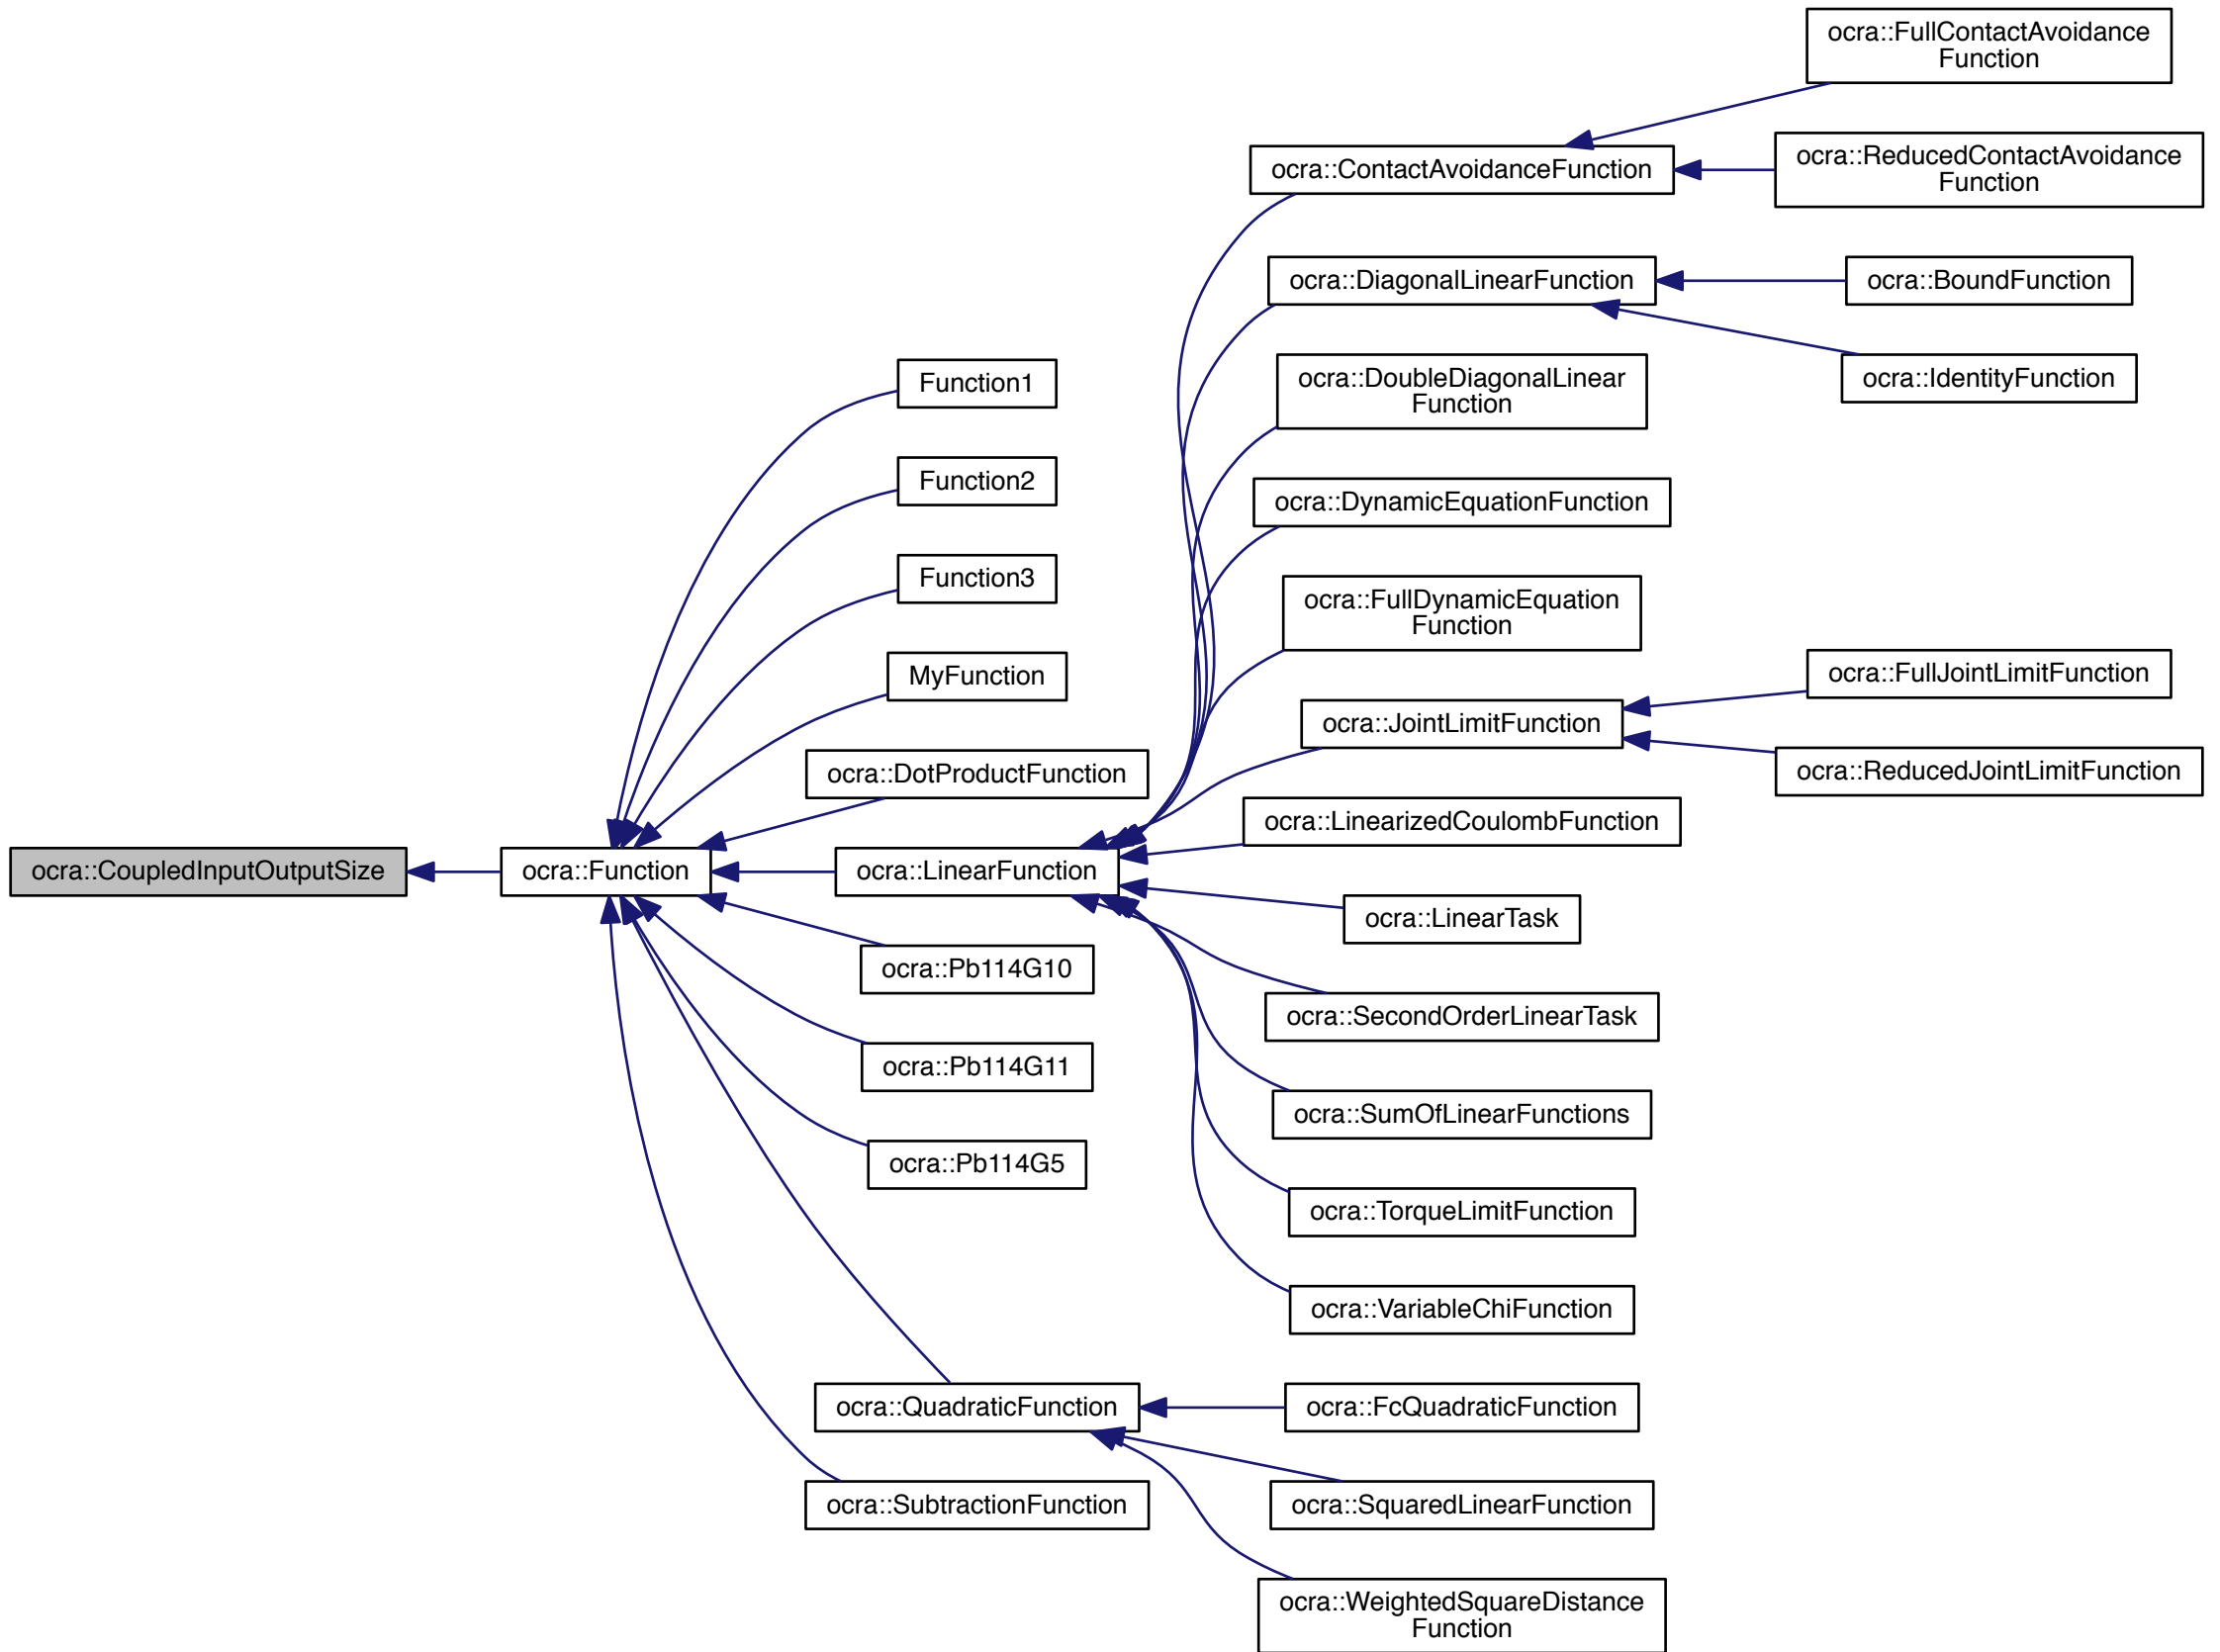 ocra::CoupledInputOutputSize
ocra::Function
Function1
Function2
Function3
MyFunction
ocra::DotProductFunction
ocra::LinearFunction
ocra::Pb114G10
ocra::Pb114G11
ocra::Pb114G5
ocra::QuadraticFunction
ocra::SubtractionFunction
ocra::ContactAvoidanceFunction
ocra::DiagonalLinearFunction
ocra::DoubleDiagonalLinear
Function
ocra::DynamicEquationFunction
ocra::FullDynamicEquation
Function
ocra::JointLimitFunction
ocra::LinearizedCoulombFunction
ocra::LinearTask
ocra::SecondOrderLinearTask
ocra::SumOfLinearFunctions
ocra::TorqueLimitFunction
ocra::VariableChiFunction
ocra::FcQuadraticFunction
ocra::SquaredLinearFunction
ocra::WeightedSquareDistance
Function
ocra::FullContactAvoidance
Function
ocra::ReducedContactAvoidance
Function
ocra::BoundFunction
ocra::IdentityFunction
ocra::FullJointLimitFunction
ocra::ReducedJointLimitFunction